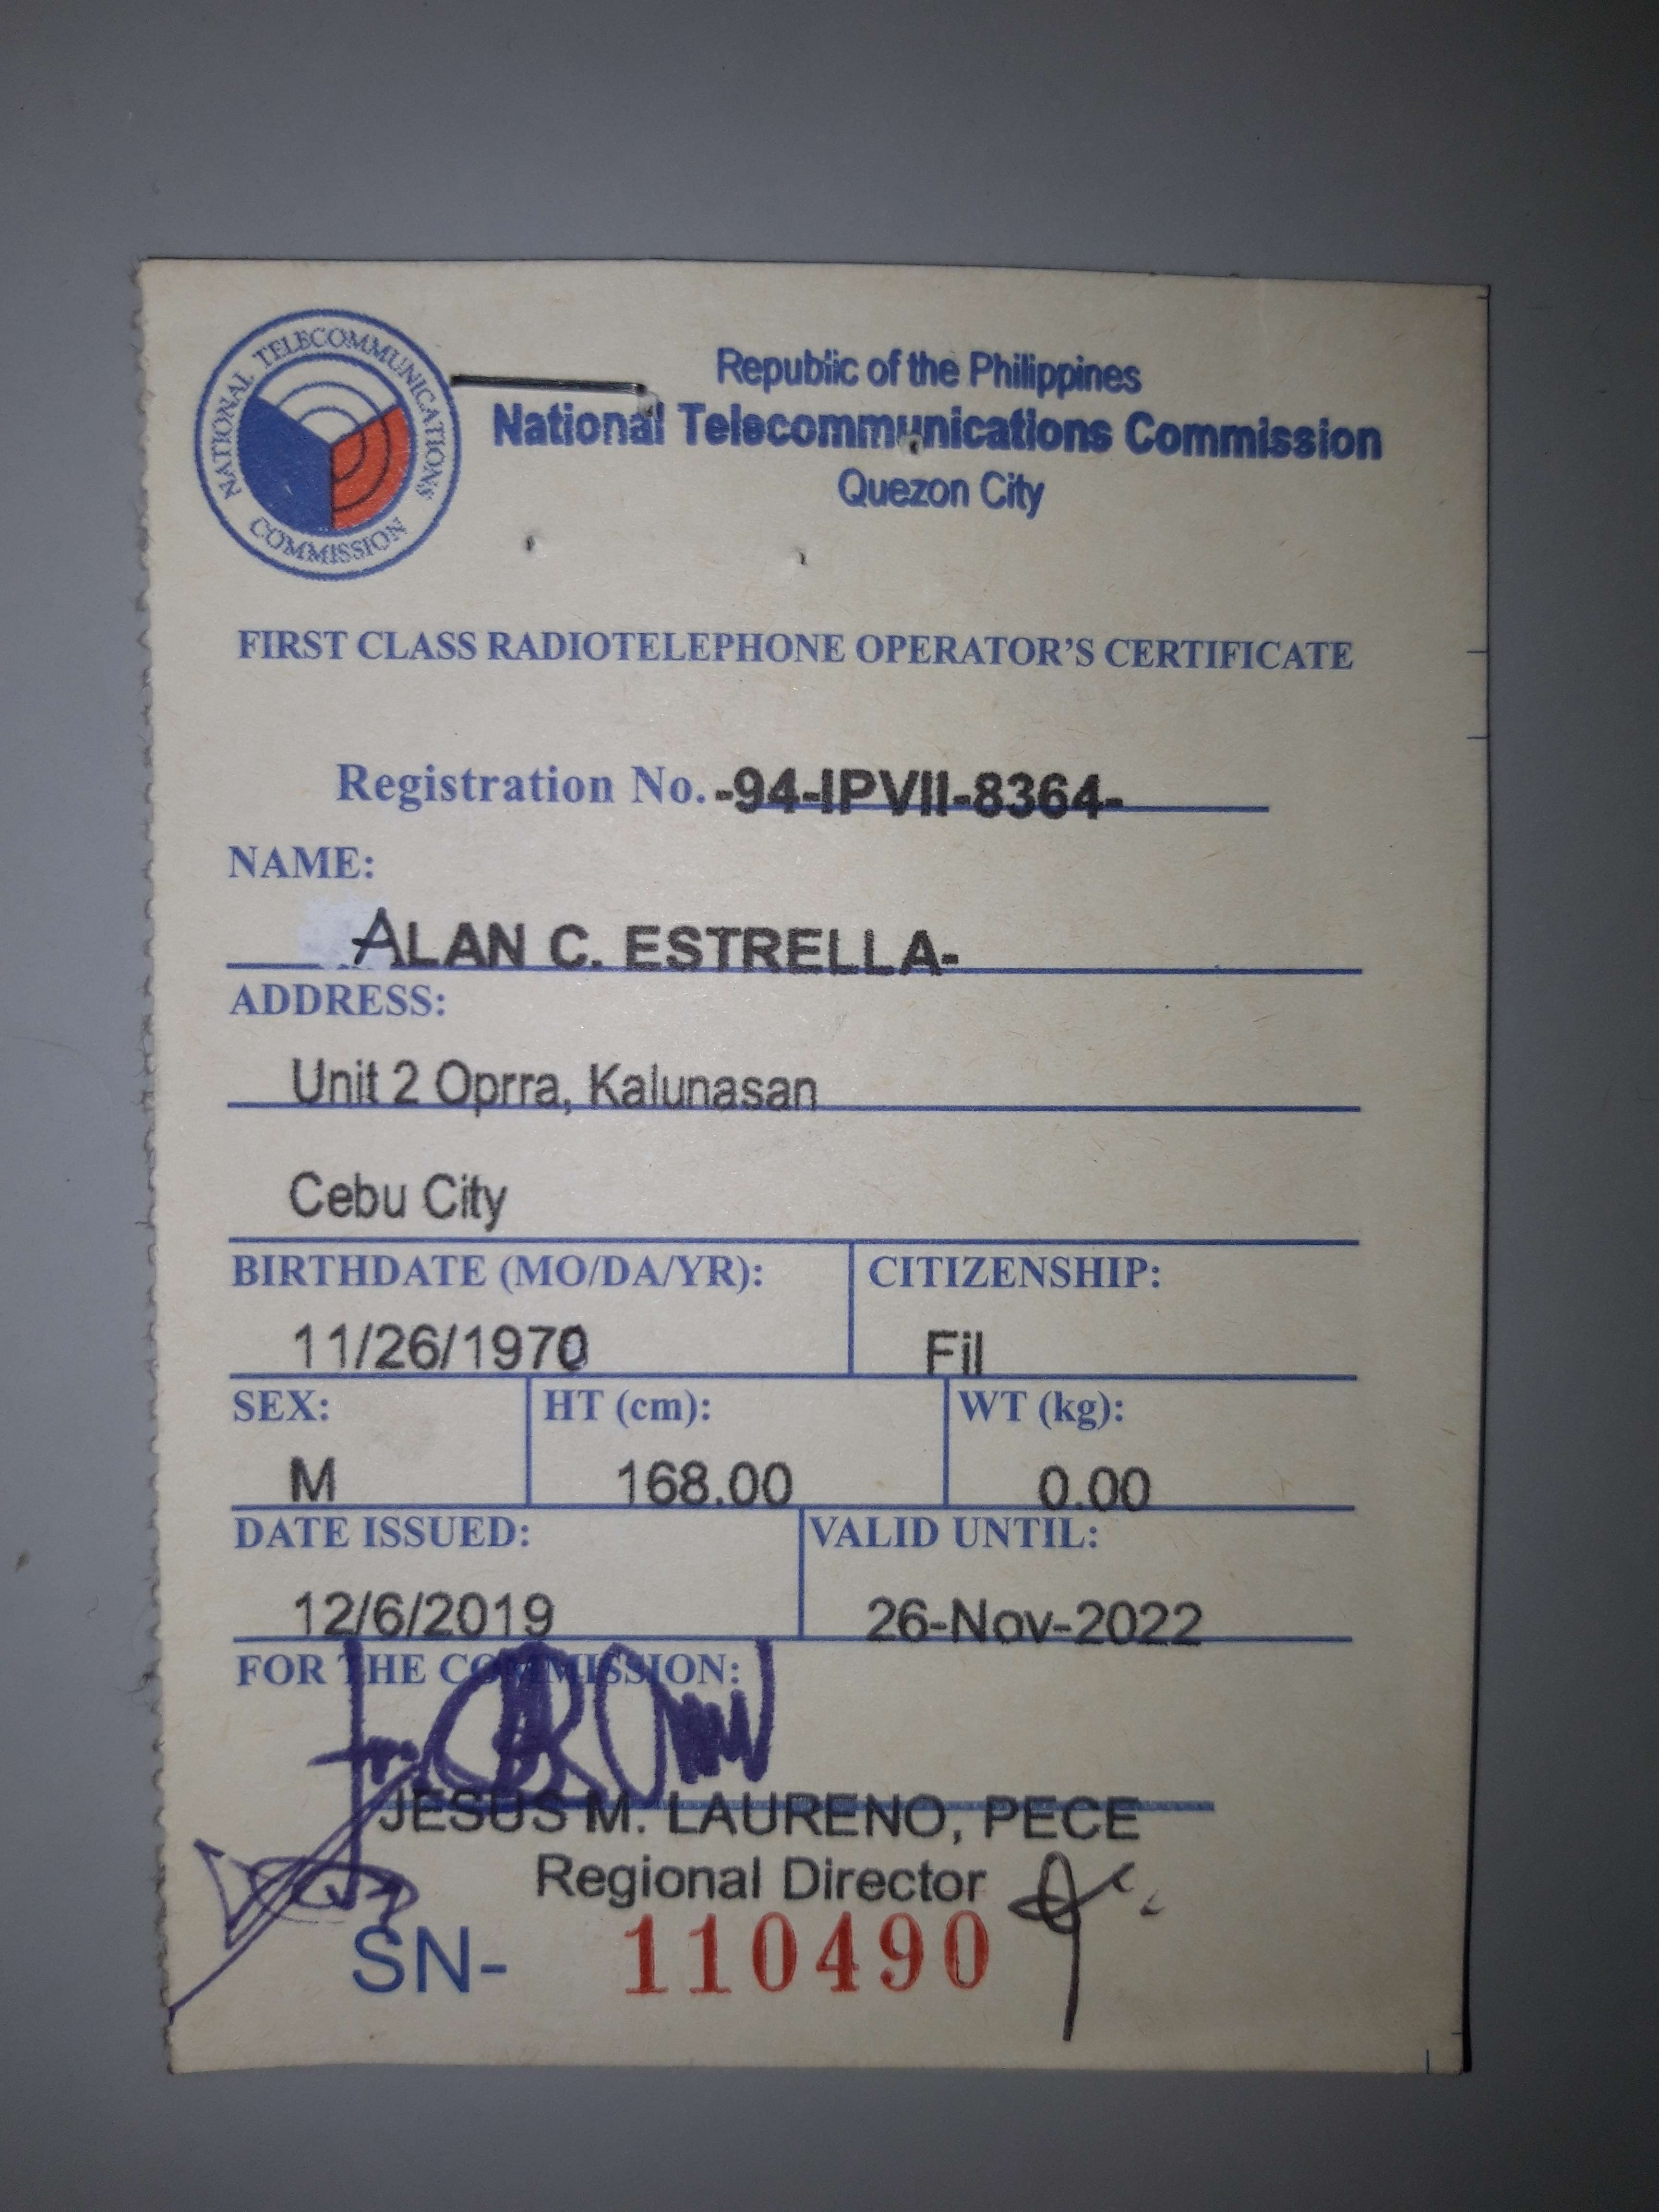 NATIONAL TELECOMMUNICATIONS COMMISSION
Republic of the Philippines
National Telecommunications Commission
Quezon City
FIRST CLASS RADIOTELEPHONE OPERATOR'S CERTIFICATE
Registration No. -94-IPVII-8364-
NAME:
ALAN C. ESTRELLA-
ADDRESS:
Unit 2 Oprra, Kalunasan
Cebu City
BIRTHDATE (MO/DA/YR): CITIZENSHIP:
11/26/1970 Fil
SEX: HT (cm): WT (kg):
M 168.00 0.00
DATE ISSUED: VALID UNTIL:
12/6/2019 26-Nov-2022
FOR THE COMMISSION:
JESUS M. LAURENO, PECE
Regional Director
SN- 110490